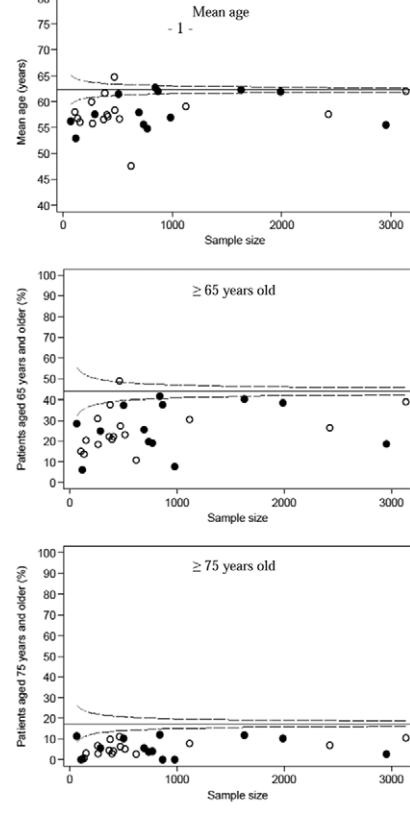 Mean age
- 1 -
80
75
70
65
60
55
50
45
40
Mean age (years)
0 1000 2000 3000
Sample size
≥ 65 years old
100
90
80
70
60
50
40
30
20
10
0
Patients aged 65 years and older (%)
0 1000 2000 3000
Sample size
≥ 75 years old
100
90
80
70
60
50
40
30
20
10
0
Patients aged 75 years and older (%)
0 1000 2000 3000
Sample size